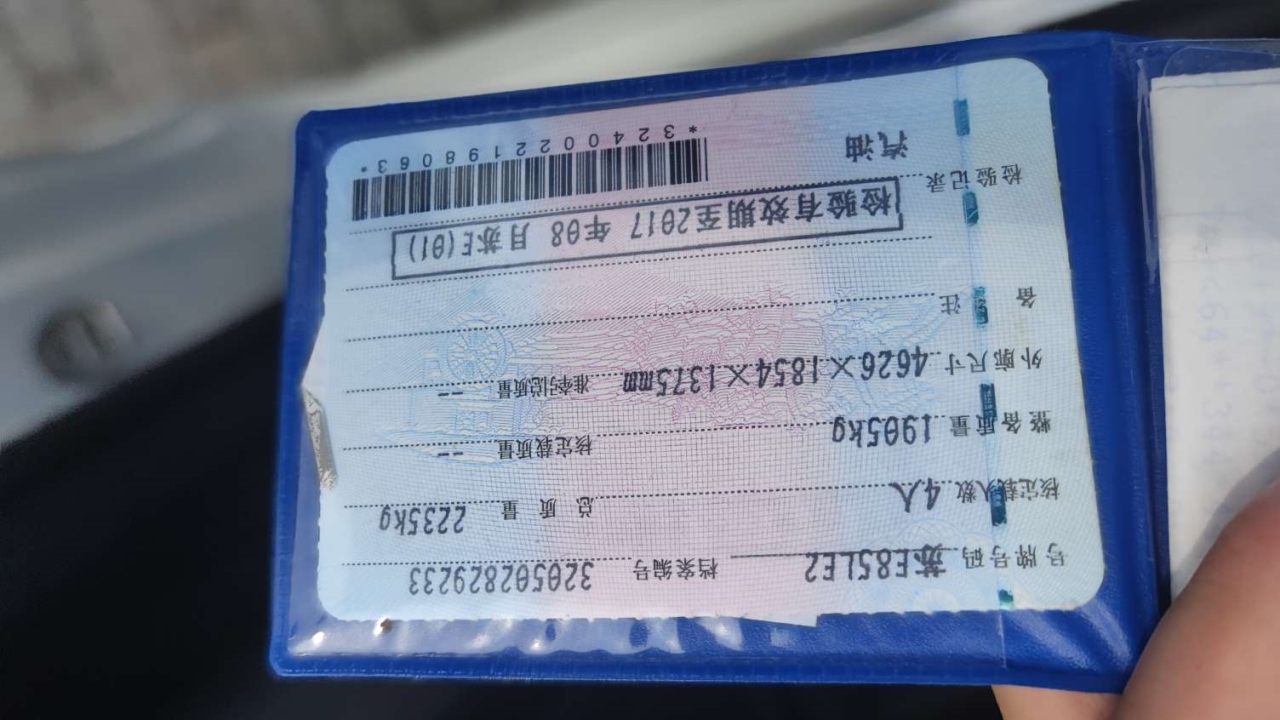 号牌号码 苏E85LE2 档案编号 320502829233
核定载人数 4人 总质量 2235kg
整备质量 1905kg 核定载质量 --
外廓尺寸 4626×1854×1375mm 准牵引总质量 --
备注
检验有效期至2017 年08 月苏E(01)
检验记录
汽油
*3240022198063*